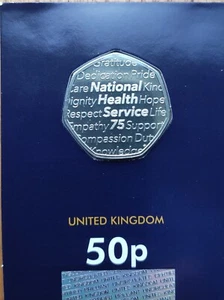 Gratitude
Dedication Pride
Care National Kind
Dignity Health Hope
Respect Service Life
Empathy 75 Support
Compassion Duty
Knowledge
UNITED KINGDOM
50p